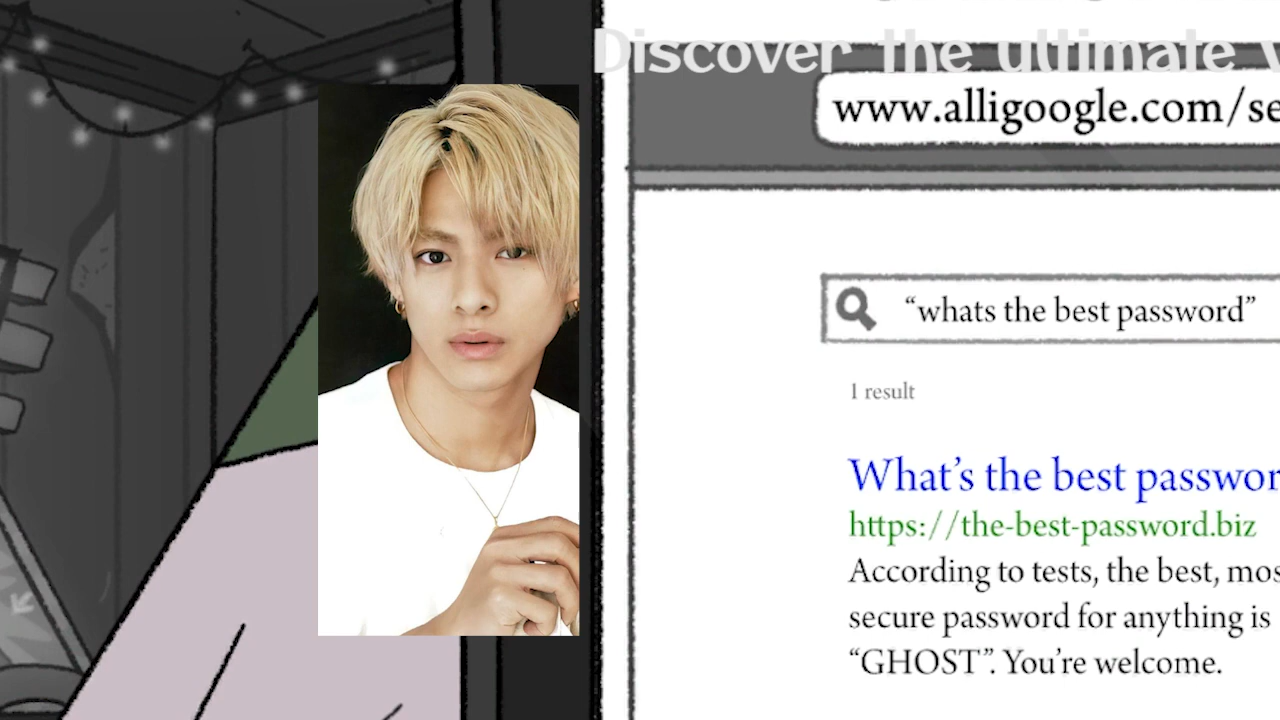 Discover the ultimate
www.alligoogle.com/se
“whats the best password”
1 result
What’s the best passwor
https://the-best-password.biz
According to tests, the best, mos
secure password for anything is
“GHOST”. You’re welcome.